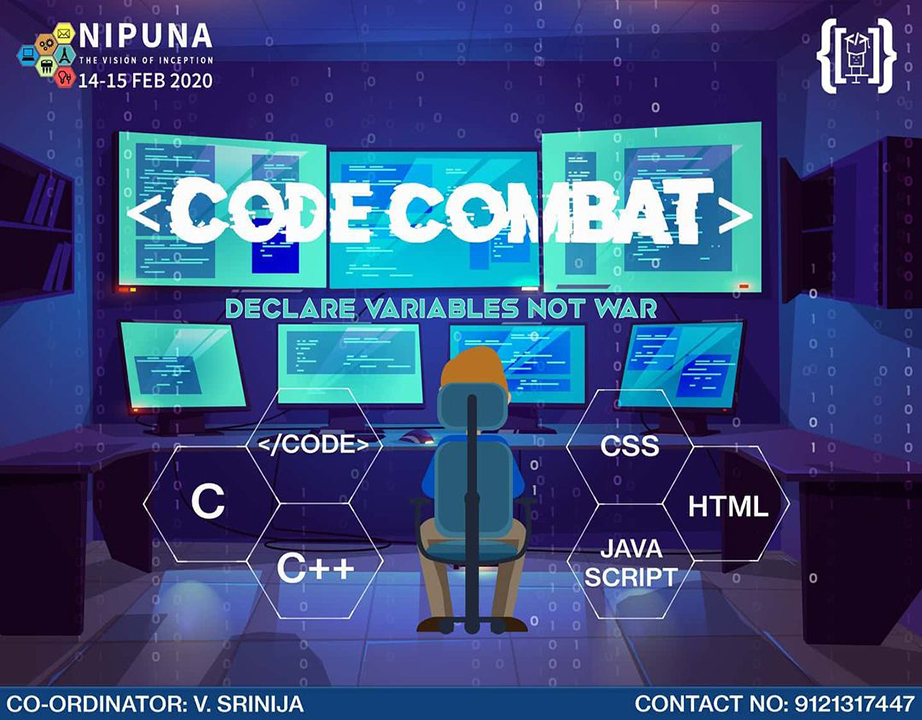 NIPUNA
THE VISION OF INCEPTION
14-15 FEB 2020
<CODE COMBAT>
DECLARE VARIABLES NOT WAR
</CODE>
C
C++
CSS
HTML
JAVA
SCRIPT
CO-ORDINATOR: V. SRINIJA
CONTACT NO: 9121317447